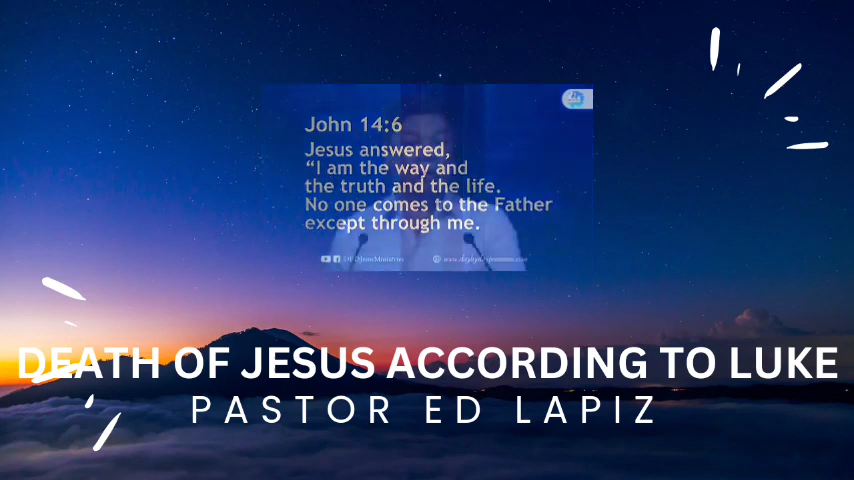 John 14:6
Jesus answered,
“I am the way and
the truth and the life.
No one comes to the Father
except through me.
DEATH OF JESUS ACCORDING TO LUKE
PASTOR ED LAPIZ